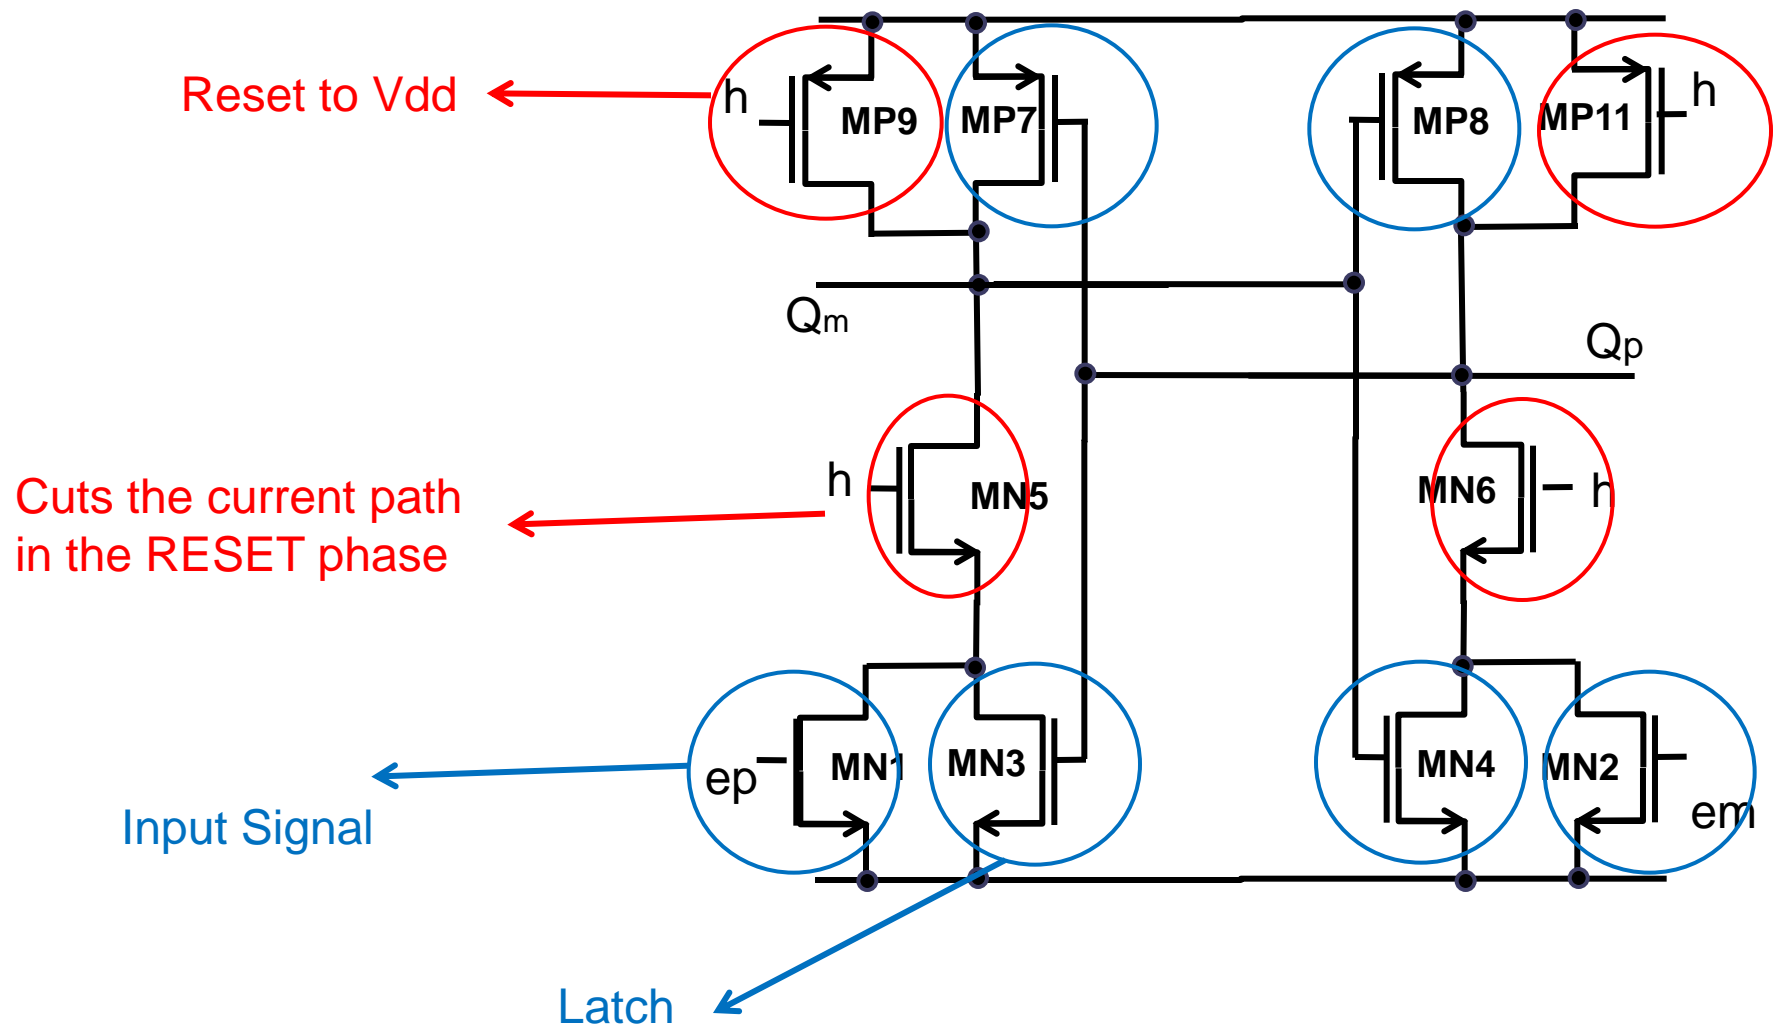 Reset to Vdd
h
MP9
MP7
MP8
MP11
h
Qm
Qp
Cuts the current path
in the RESET phase
h
MN5
MN6
h
ep
MN1
MN3
MN4
MN2
em
Input Signal
Latch